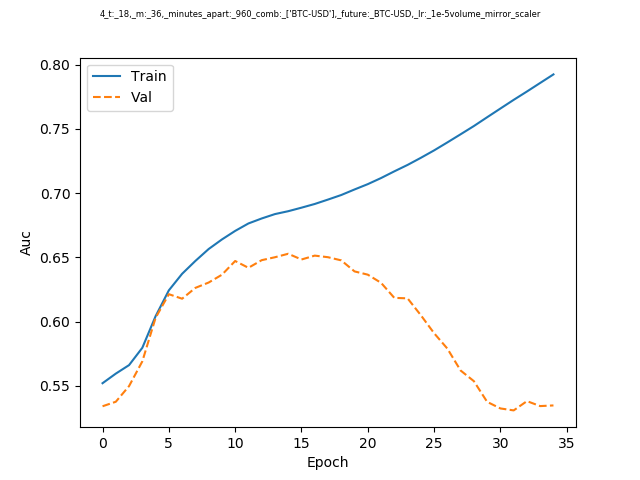 4_t:_18,_m:_36,_minutes_apart:_960_comb:_['BTC-USD'],_future:_BTC-USD,_lr:_1e-5volume_mirror_scaler
Train
Val
Auc
0.80
0.75
0.70
0.65
0.60
0.55
0 5 10 15 20 25 30 35
Epoch